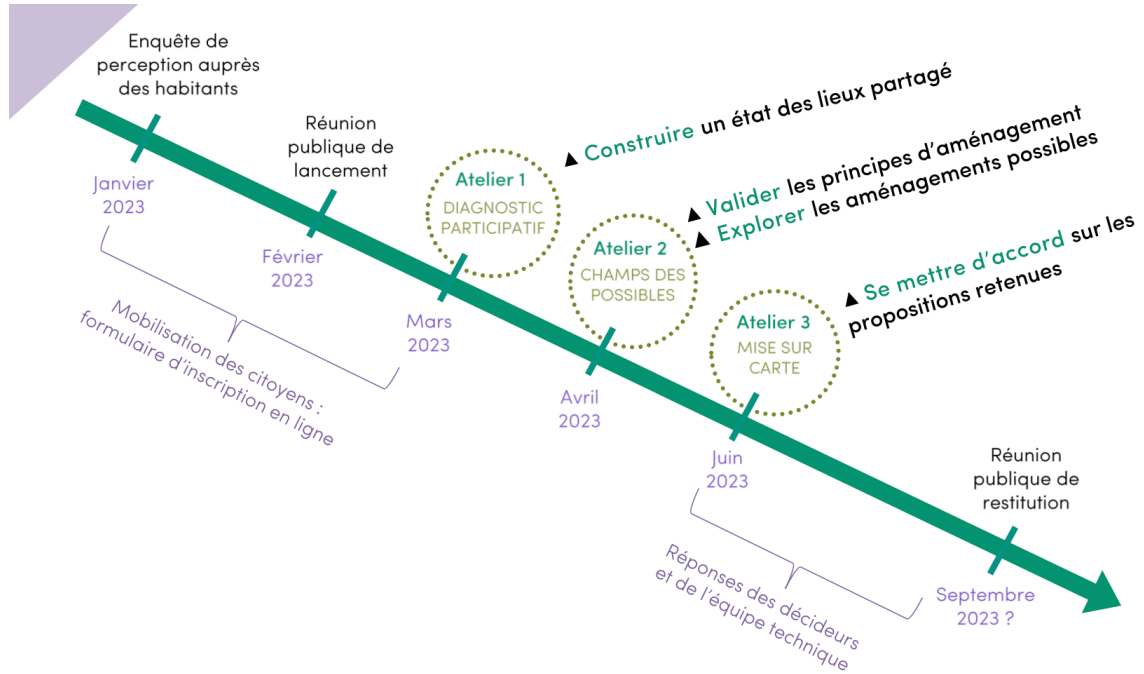 Enquête de
perception auprès
des habitants
Janvier
2023
Réunion
publique de
lancement
Février
2023
Mobilisation des citoyens :
formulaire d'inscription en ligne
Atelier 1
DIAGNOSTIC
PARTICIPATIF
▲ Construire un état des lieux partagé
Mars
2023
Atelier 2
CHAMPS DES
POSSIBLES
▲ Valider les principes d'aménagement
▲ Explorer les aménagements possibles
Avril
2023
Atelier 3
MISE SUR
CARTE
▲ Se mettre d'accord sur les
propositions retenues
Juin
2023
Réponses des décideurs
et de l'équipe technique
Réunion
publique de
restitution
Septembre
2023 ?